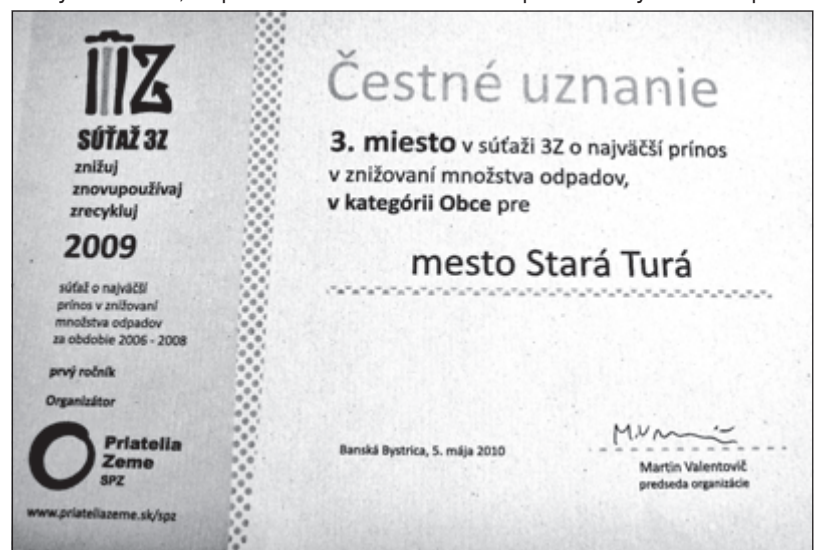 SÚŤAŽ 3Z
znižuj
znovupoužívaj
zrecykluj
2009
súťaž o najväčší
prínos v znižovaní
množstva odpadov
za obdobie 2006 - 2008
prvý ročník
Organizátor
Priatelia
Zeme
SPZ
www.priateliazeme.sk/spz
Čestné uznanie
3. miesto v súťaži 3Z o najväčší prínos
v znižovaní množstva odpadov,
v kategórii Obce pre
mesto Stará Turá
Banská Bystrica, 5. mája 2010
Martin Valentovič
predseda organizácie